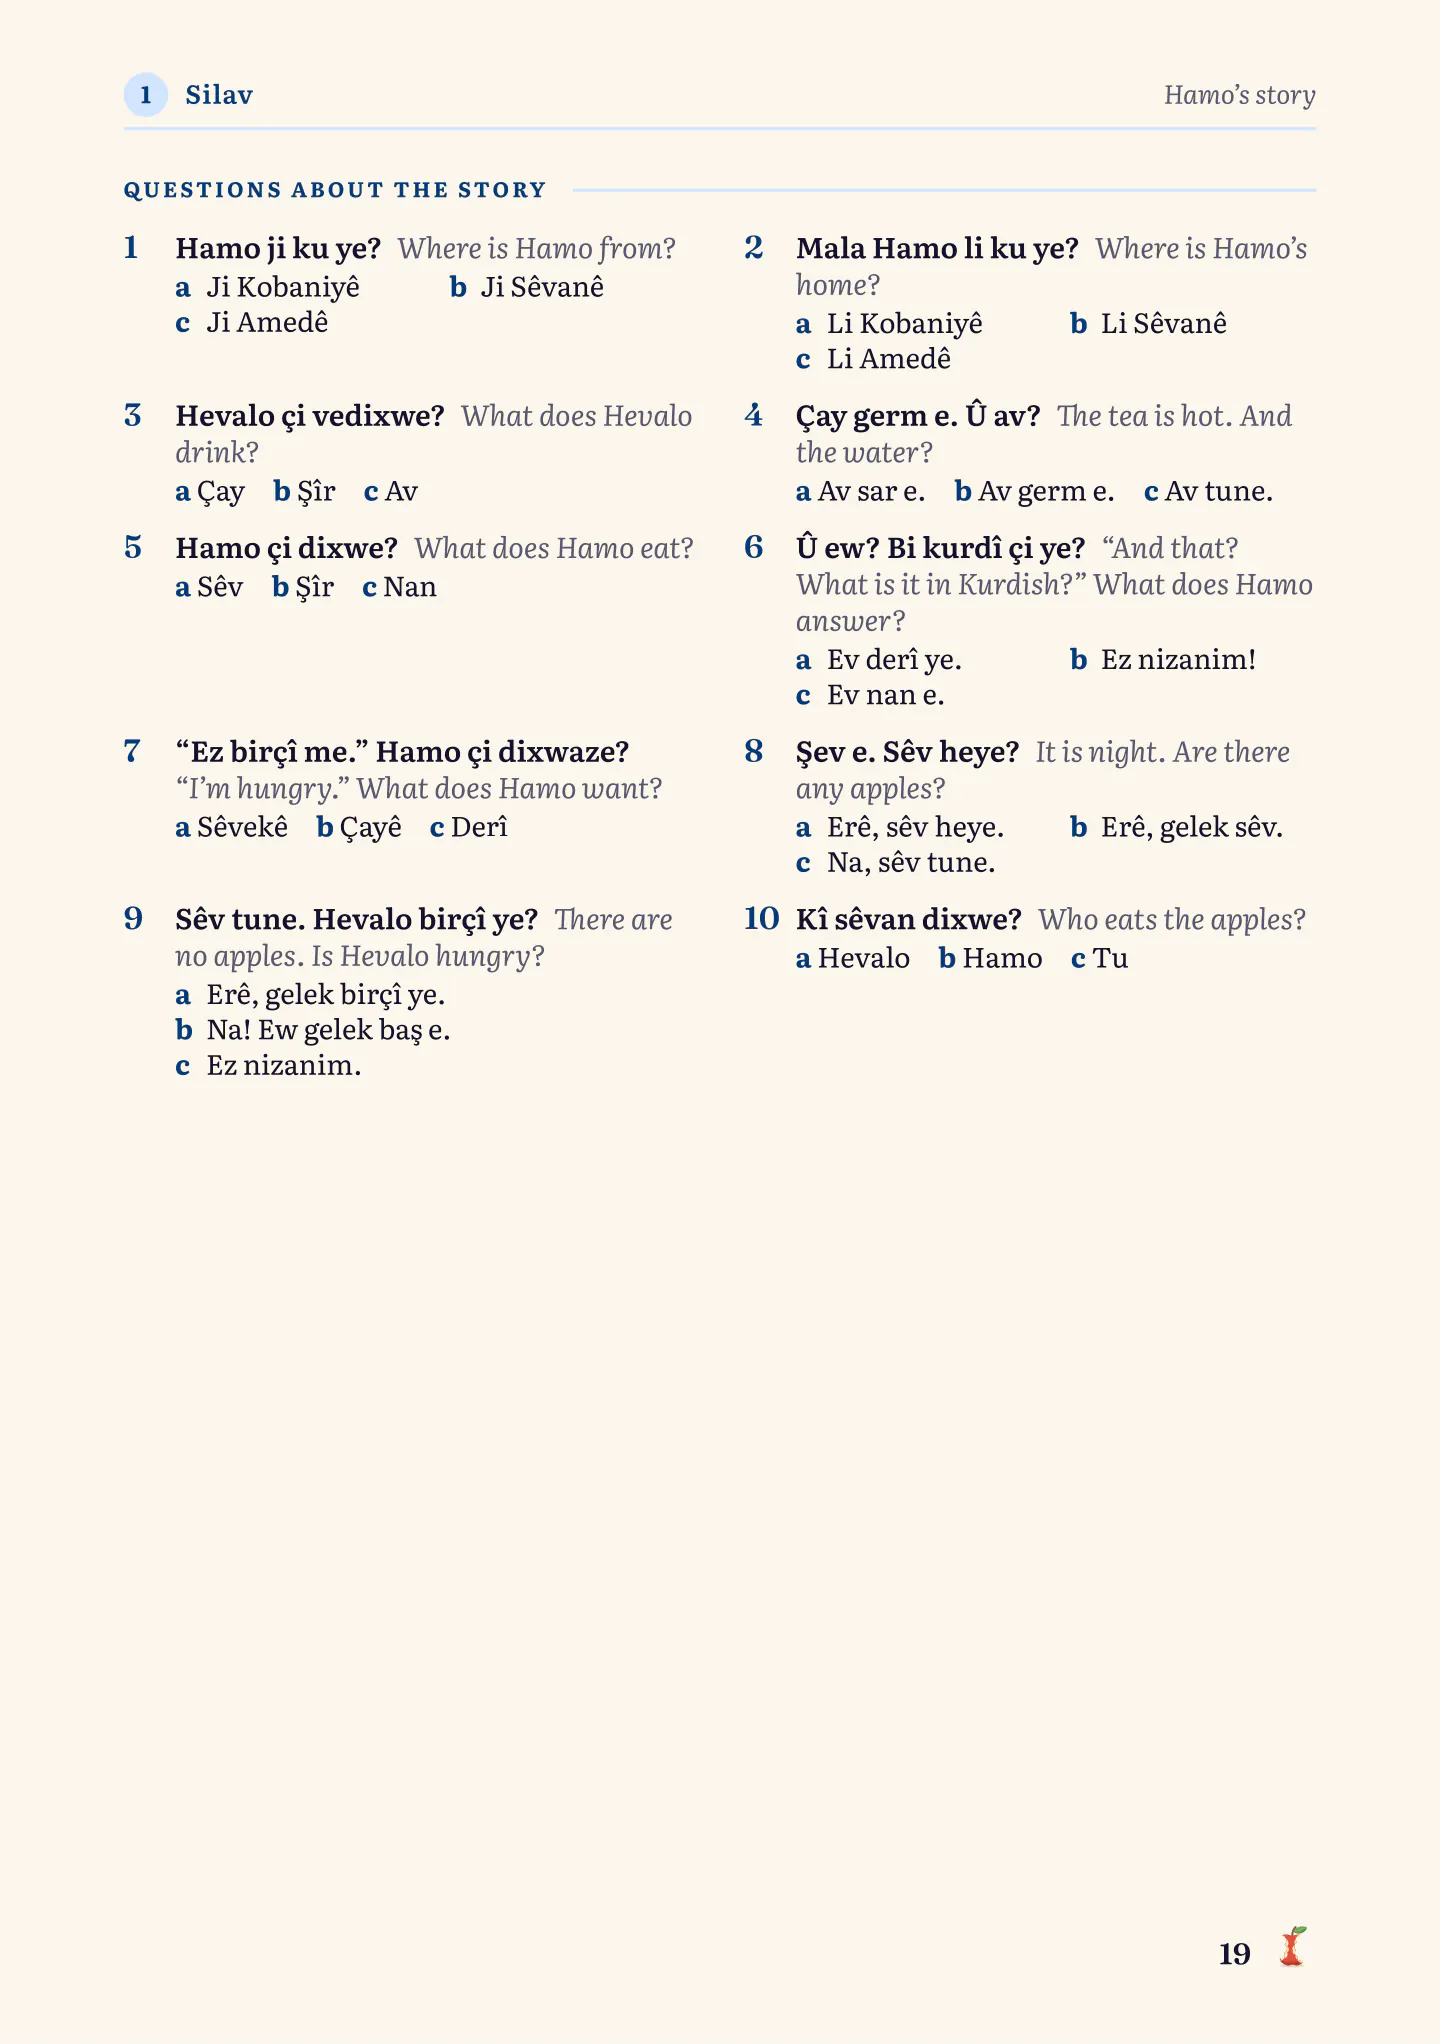 1 Silav
Hamo’s story
QUESTIONS ABOUT THE STORY
1 Hamo ji ku ye? Where is Hamo from?
a Ji Kobaniyê b Ji Sêvanê
c Ji Amedê
2 Mala Hamo li ku ye? Where is Hamo’s
home?
a Li Kobaniyê b Li Sêvanê
c Li Amedê
3 Hevalo çi vedixwe? What does Hevalo
drink?
a Çay b Şîr c Av
4 Çay germ e. Û av? The tea is hot. And
the water?
a Av sar e. b Av germ e. c Av tune.
5 Hamo çi dixwe? What does Hamo eat?
a Sêv b Şîr c Nan
6 Û ew? Bi kurdî çi ye? “And that?
What is it in Kurdish?” What does Hamo
answer?
a Ev derî ye. b Ez nizanim!
c Ev nan e.
7 “Ez birçî me.” Hamo çi dixwaze?
“I’m hungry.” What does Hamo want?
a Sêvekê b Çayê c Derî
8 Şev e. Sêv heye? It is night. Are there
any apples?
a Erê, sêv heye. b Erê, gelek sêv.
c Na, sêv tune.
9 Sêv tune. Hevalo birçî ye? There are
no apples. Is Hevalo hungry?
a Erê, gelek birçî ye.
b Na! Ew gelek baş e.
c Ez nizanim.
10 Kî sêvan dixwe? Who eats the apples?
a Hevalo b Hamo c Tu
19